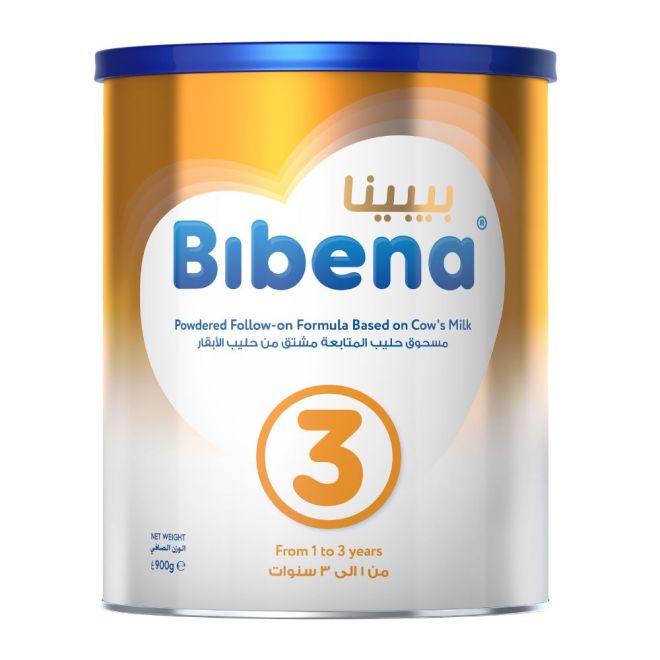 بيبينا
Bibena®
Powdered Follow-on Formula Based on Cow's Milk
مسحوق حليب المتابعة مشتق من حليب الأبقار
3
From 1 to 3 years
من ١ الى ٣ سنوات
NET WEIGHT
الوزن الصافي
900g ℮ غ